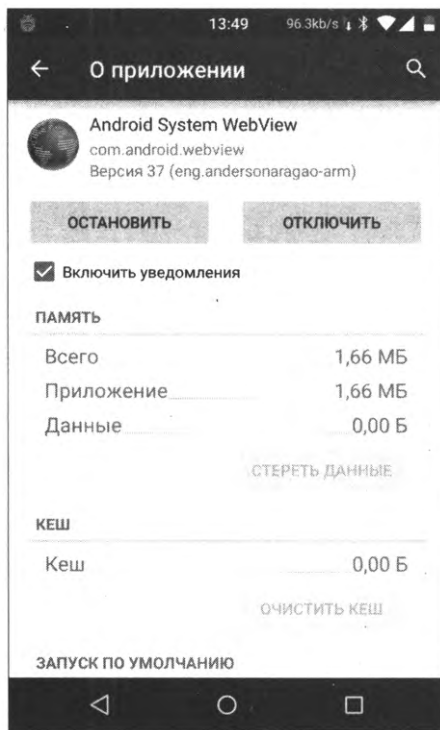 13:49 96.3kb/s
О приложении
Android System WebView
com.android.webview
Версия 37 (eng.andersonaragao-arm)
ОСТАНОВИТЬ ОТКЛЮЧИТЬ
Включить уведомления
ПАМЯТЬ
Всего 1,66 МБ
Приложение 1,66 МБ
Данные 0,00 Б
СТЕРЕТЬ ДАННЫЕ
КЕШ
Кеш 0,00 Б
ОЧИСТИТЬ КЕШ
ЗАПУСК ПО УМОЛЧАНИЮ